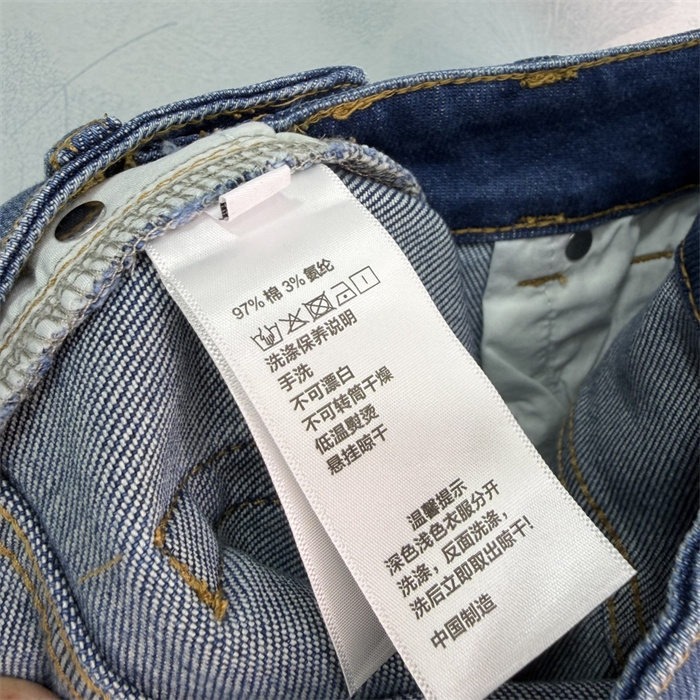 97% 棉 3% 氨纶
洗涤保养说明
手洗
不可漂白
不可转筒干燥
低温熨烫
悬挂晾干
温馨提示
深色浅色衣服分开
洗涤，反面洗涤，
洗后立即取出晾干!
中国制造